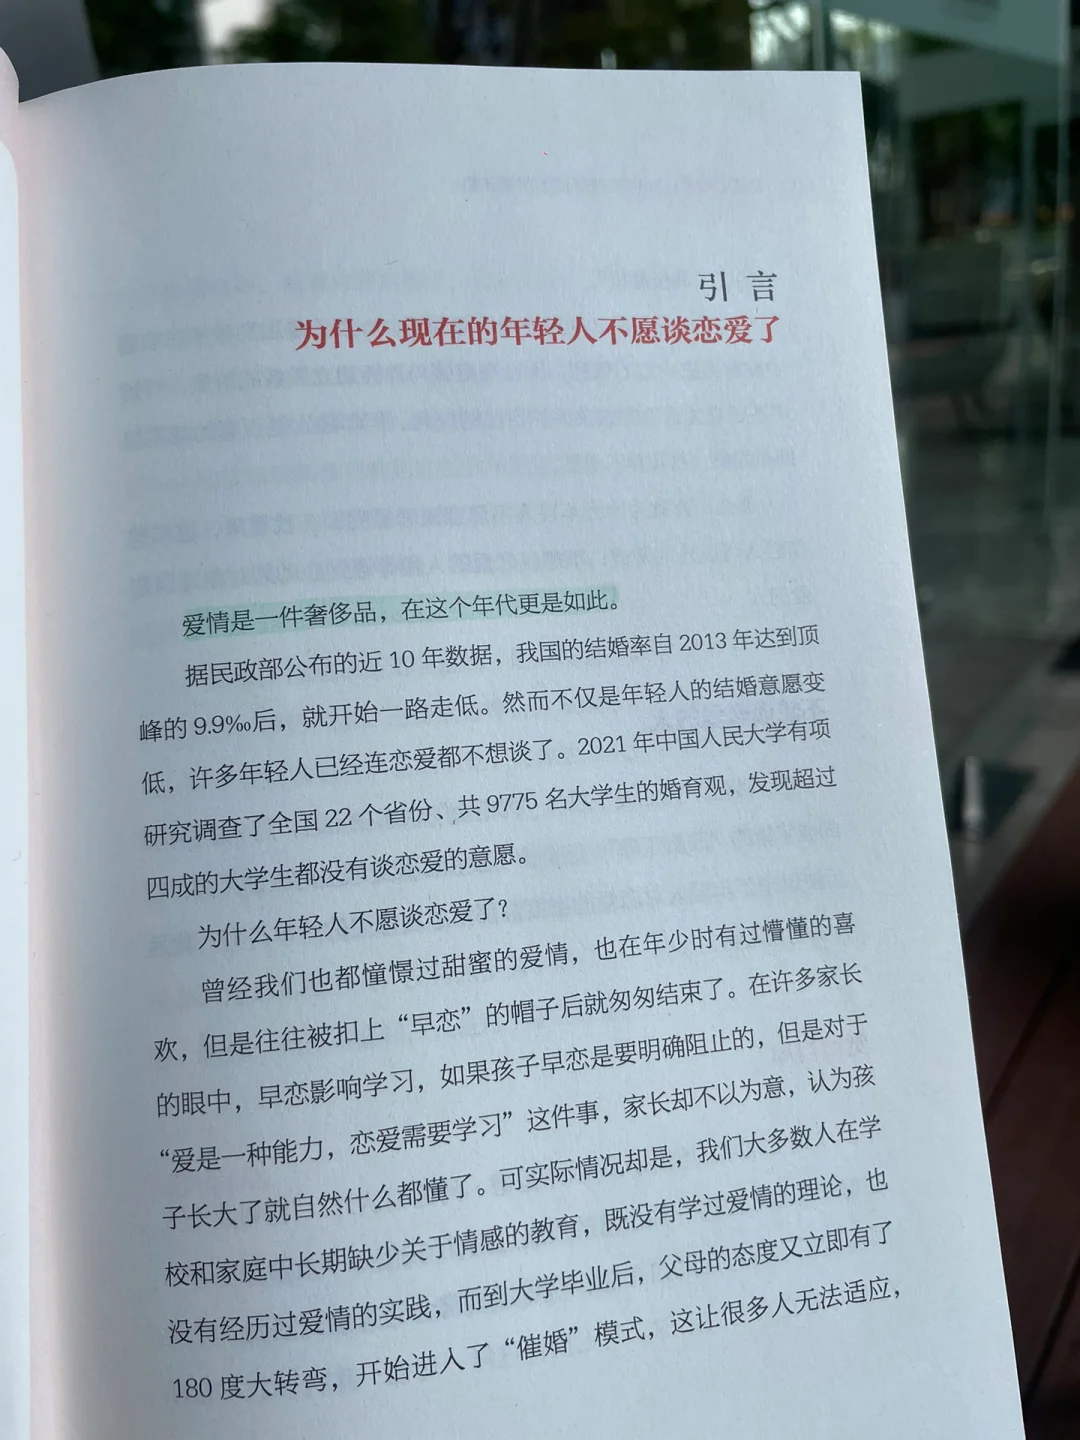 引 言
为什么现在的年轻人不愿谈恋爱了
爱情是一件奢侈品，在这个年代更是如此。
据民政部公布的近 10 年数据，我国的结婚率自 2013 年达到顶
峰的 9.9‰后，就开始一路走低。然而不仅是年轻人的结婚意愿变
低，许多年轻人已经连恋爱都不想谈了。2021 年中国人民大学有项
研究调查了全国 22 个省份、共 9775 名大学生的婚育观，发现超过
四成的大学生都没有谈恋爱的意愿。
为什么年轻人不愿谈恋爱了？
曾经我们也都憧憬过甜蜜的爱情，也在年少时有过懵懂的喜
欢，但是往往被扣上“早恋”的帽子后就匆匆结束了。在许多家长
的眼中，早恋影响学习，如果孩子早恋是要明确阻止的，但是对于
“爱是一种能力，恋爱需要学习”这件事，家长却不以为意，认为孩
子长大了就自然什么都懂了。可实际情况却是，我们大多数人在学
校和家庭中长期缺少关于情感的教育，既没有学过爱情的理论，也
没有经历过爱情的实践，而到大学毕业后，父母的态度又立即有了
180 度大转弯，开始进入了“催婚”模式，这让很多人无法适应，